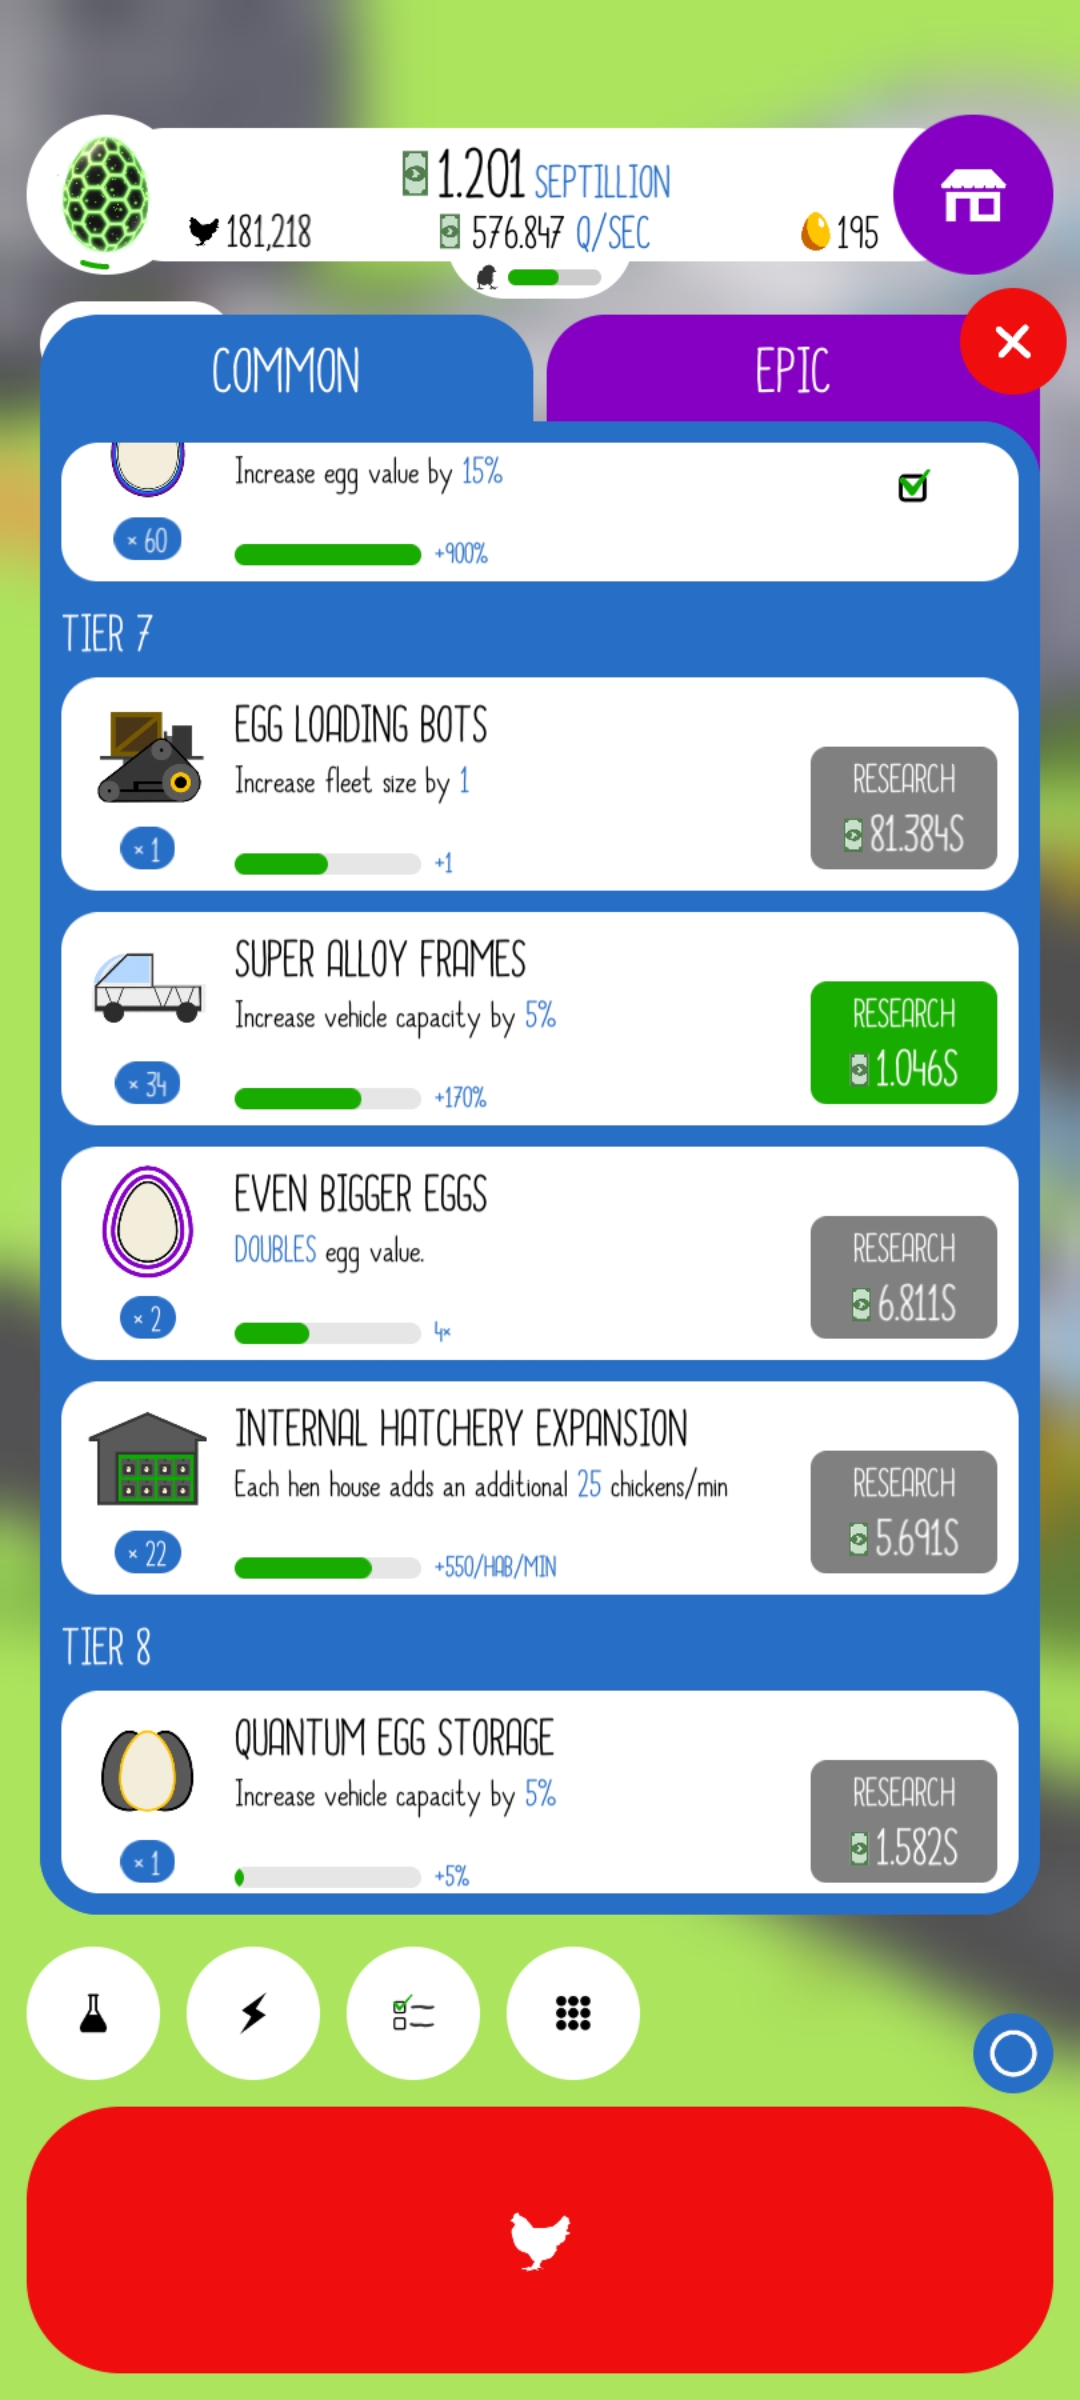 1.201 SEPTILLION
181,218
576.847 Q/SEC
195
COMMON
EPIC
Increase egg value by 15%
× 60
+900%
TIER 7
EGG LOADING BOTS
Increase fleet size by 1
RESEARCH
81.384S
× 1
+1
SUPER ALLOY FRAMES
Increase vehicle capacity by 5%
RESEARCH
1.046S
× 34
+170%
EVEN BIGGER EGGS
DOUBLES egg value.
RESEARCH
6.811S
× 2
4×
INTERNAL HATCHERY EXPANSION
Each hen house adds an additional 25 chickens/min
RESEARCH
5.691S
× 22
+550/HAB/MIN
TIER 8
QUANTUM EGG STORAGE
Increase vehicle capacity by 5%
RESEARCH
1.582S
× 1
+5%